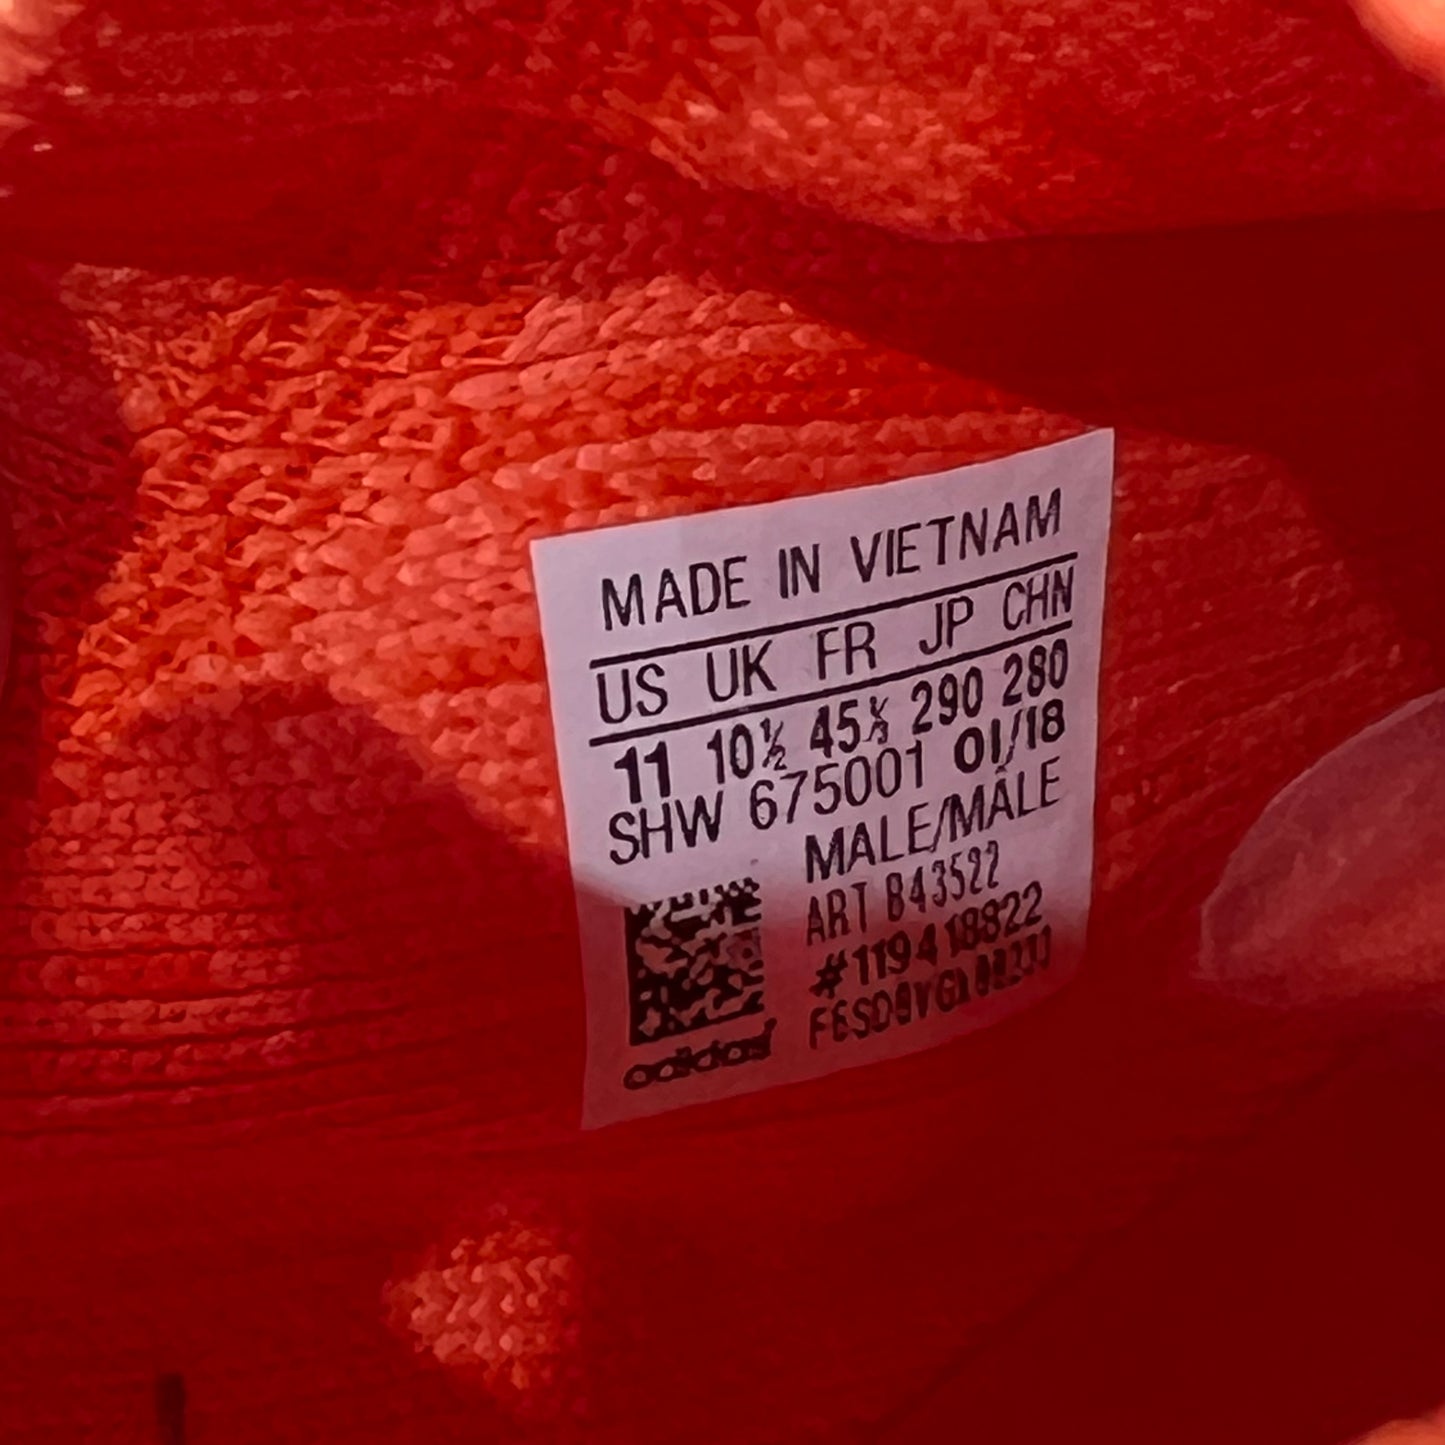 MADE IN VIETNAM
US UK FR JP CHN
11 10½ 45⅓ 290 280
SHW 675001 01/18
MALE/MÂLE
ART B43522
#119418822
adidas